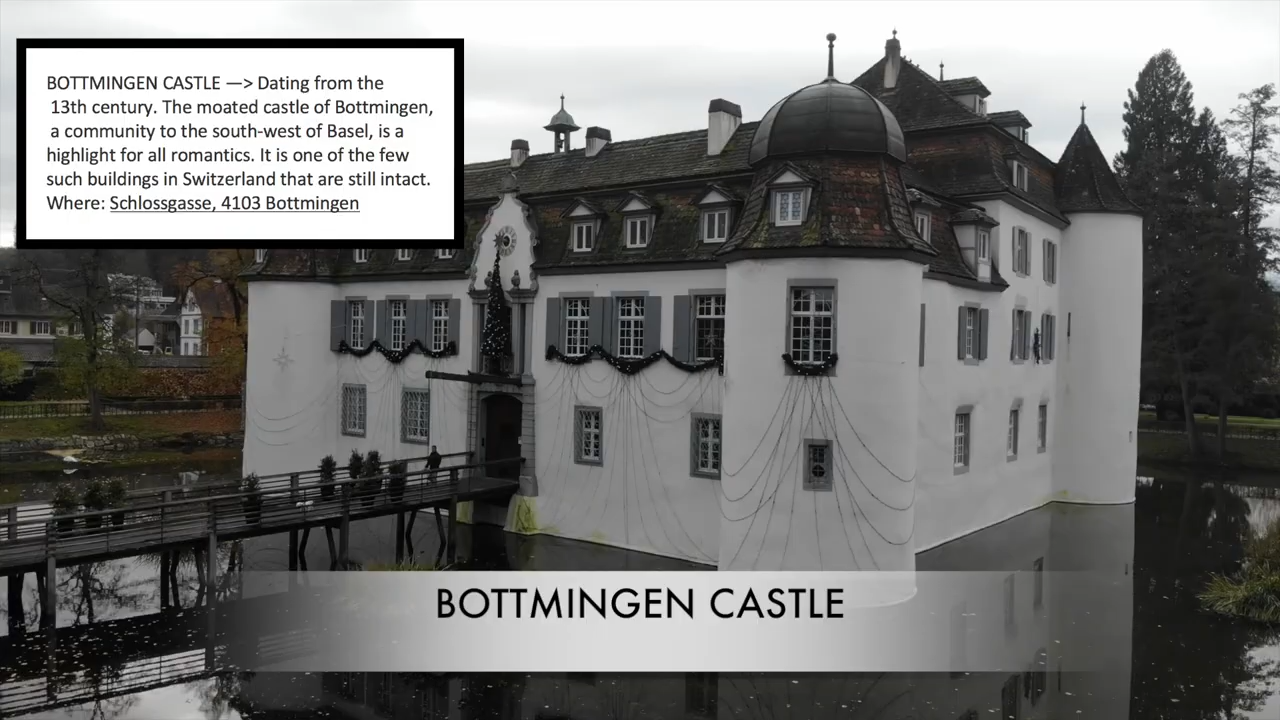 BOTTMINGEN CASTLE —> Dating from the
13th century. The moated castle of Bottmingen,
a community to the south-west of Basel, is a
highlight for all romantics. It is one of the few
such buildings in Switzerland that are still intact.
Where: Schlossgasse, 4103 Bottmingen
BOTTMINGEN CASTLE